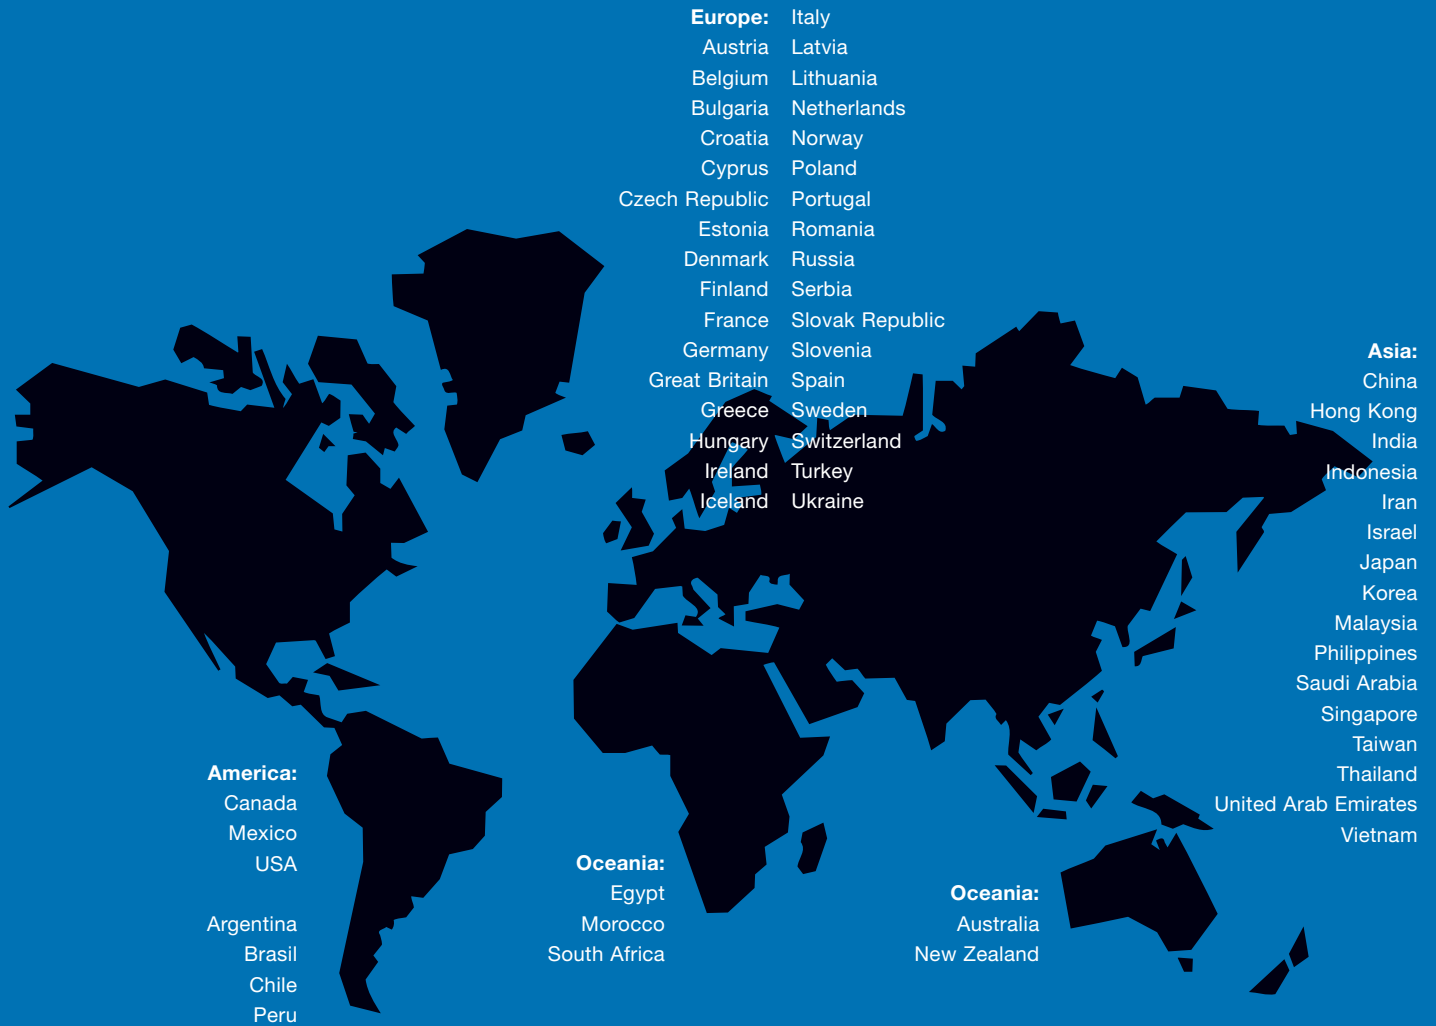 Europe:
Austria
Belgium
Bulgaria
Croatia
Cyprus
Czech Republic
Estonia
Denmark
Finland
France
Germany
Great Britain
Greece
Hungary
Ireland
Iceland
Italy
Latvia
Lithuania
Netherlands
Norway
Poland
Portugal
Romania
Russia
Serbia
Slovak Republic
Slovenia
Spain
Sweden
Switzerland
Turkey
Ukraine
Asia:
China
Hong Kong
India
Indonesia
Iran
Israel
Japan
Korea
Malaysia
Philippines
Saudi Arabia
Singapore
Taiwan
Thailand
United Arab Emirates
Vietnam
America:
Canada
Mexico
USA
Argentina
Brasil
Chile
Peru
Oceania:
Egypt
Morocco
South Africa
Oceania:
Australia
New Zealand